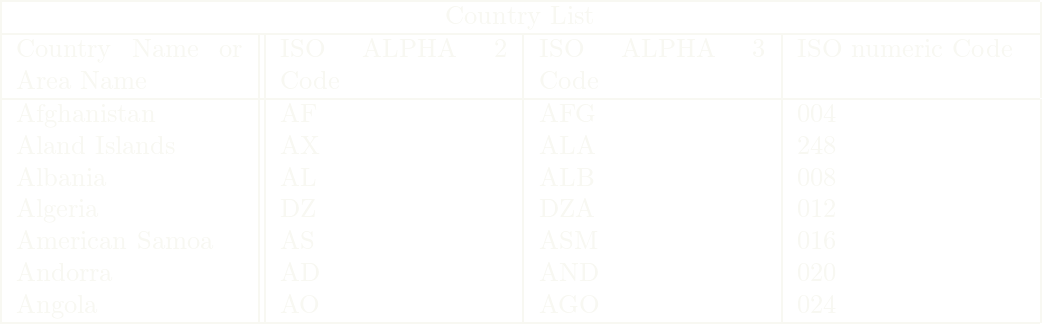 Country List
Country Name or Area Name ISO ALPHA 2 Code ISO ALPHA 3 Code ISO numeric Code
Afghanistan AF AFG 004
Aland Islands AX ALA 248
Albania AL ALB 008
Algeria DZ DZA 012
American Samoa AS ASM 016
Andorra AD AND 020
Angola AO AGO 024